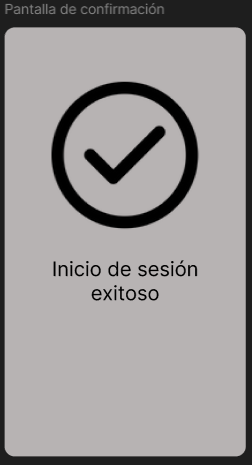 Pantalla de confirmación
Inicio de sesión
exitoso